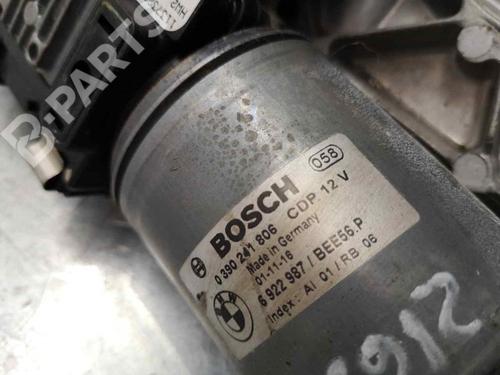 B-PARTS
BOSCH
058
0 390 241 806 CDP 12 V
Made in Germany
01-11-16
6 922 987 / BEE56.P
Index: AI 01 / RB 06
BMW